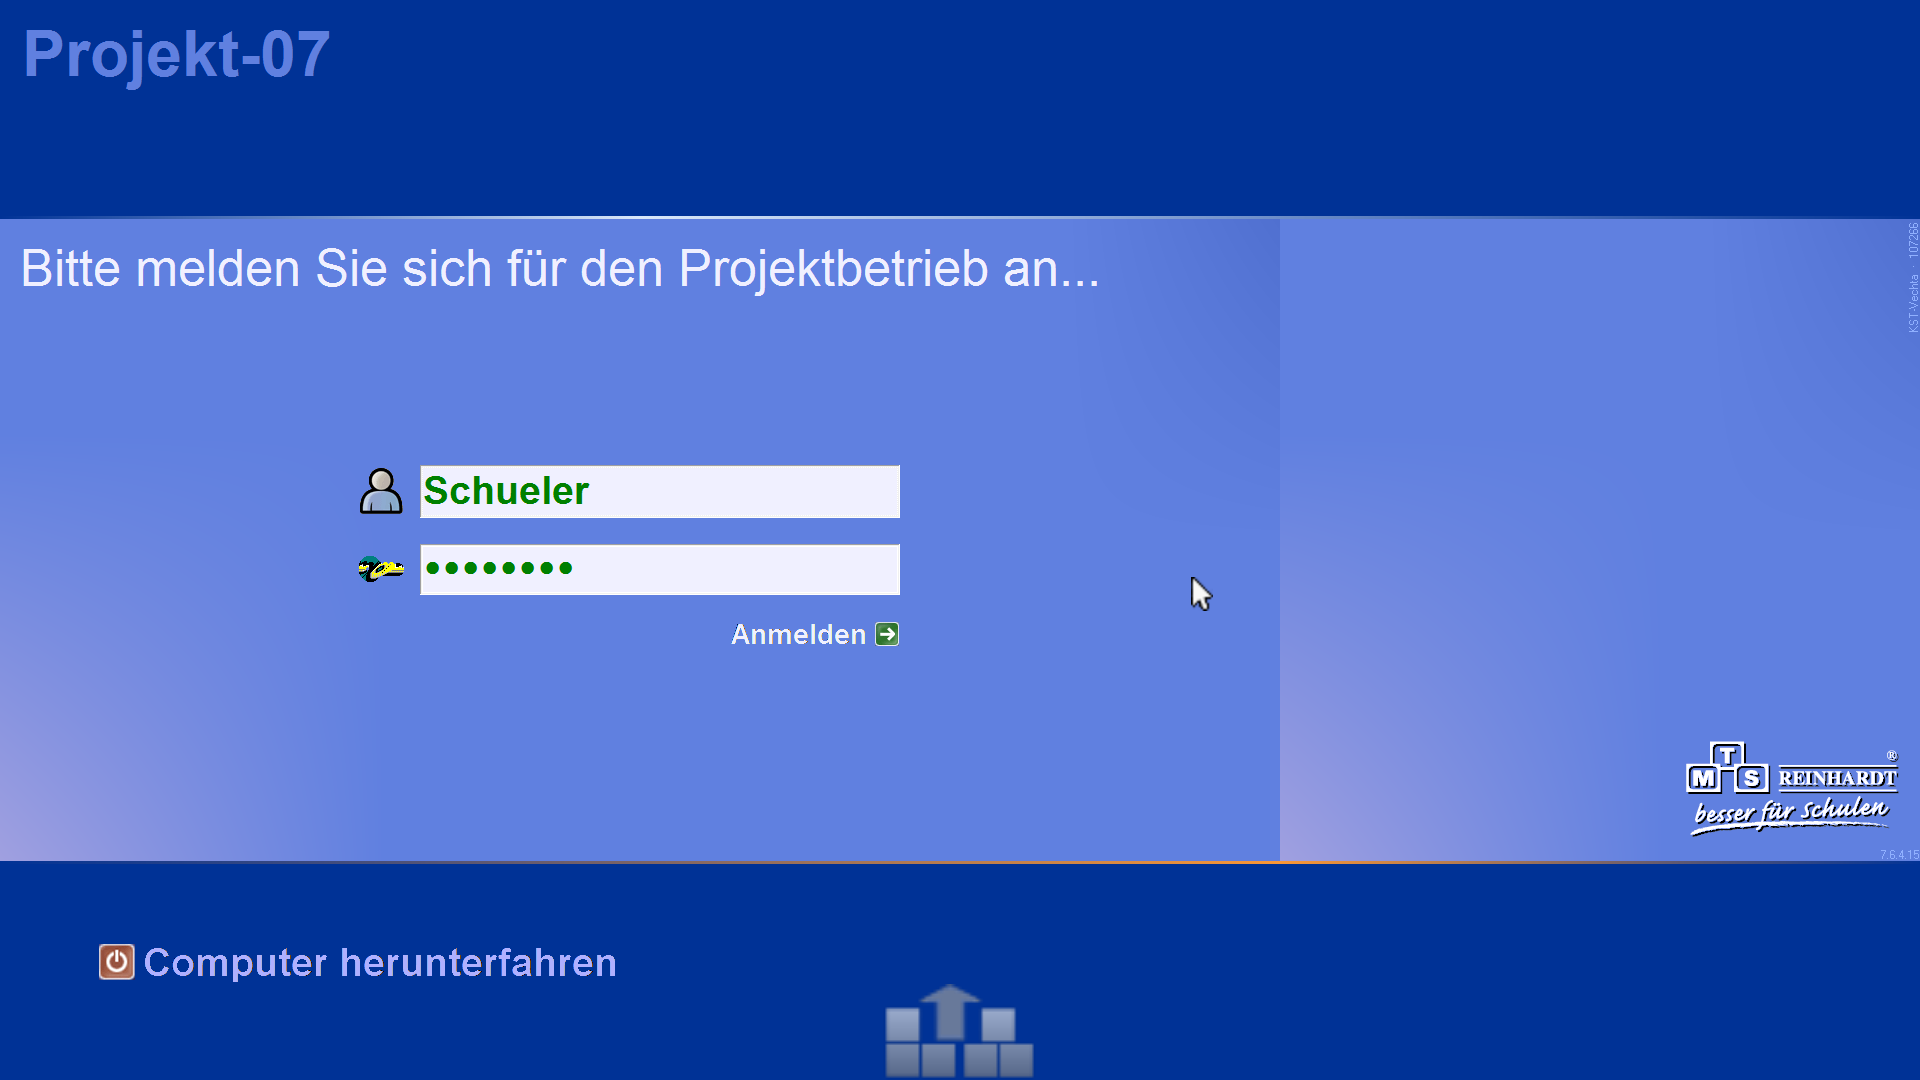 Projekt-07
Bitte melden Sie sich für den Projektbetrieb an...
KST-Vechta - 107266
Schueler
••••••••
Anmelden
MTS REINHARDT®
besser für Schulen
7.6.4.15
Computer herunterfahren